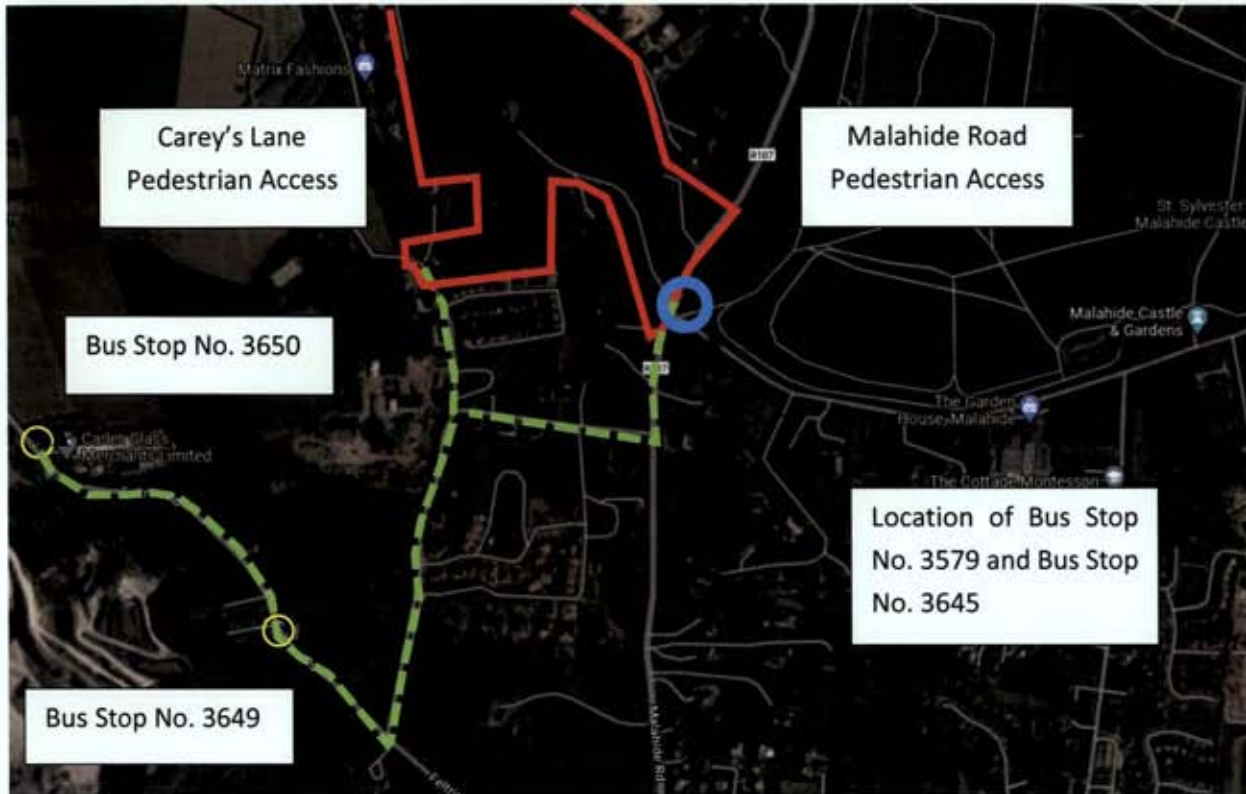 Matrix Fashions
Carey's Lane
Pedestrian Access
Malahide Road
Pedestrian Access
R107
St. Sylvester
Malahide Castle
Bus Stop No. 3650
Malahide Castle
& Gardens
The Garden
House, Malahide
Merchants Limited
The Cottage Montessori
Location of Bus Stop
No. 3579 and Bus Stop
No. 3645
Bus Stop No. 3649
Malahide Rd